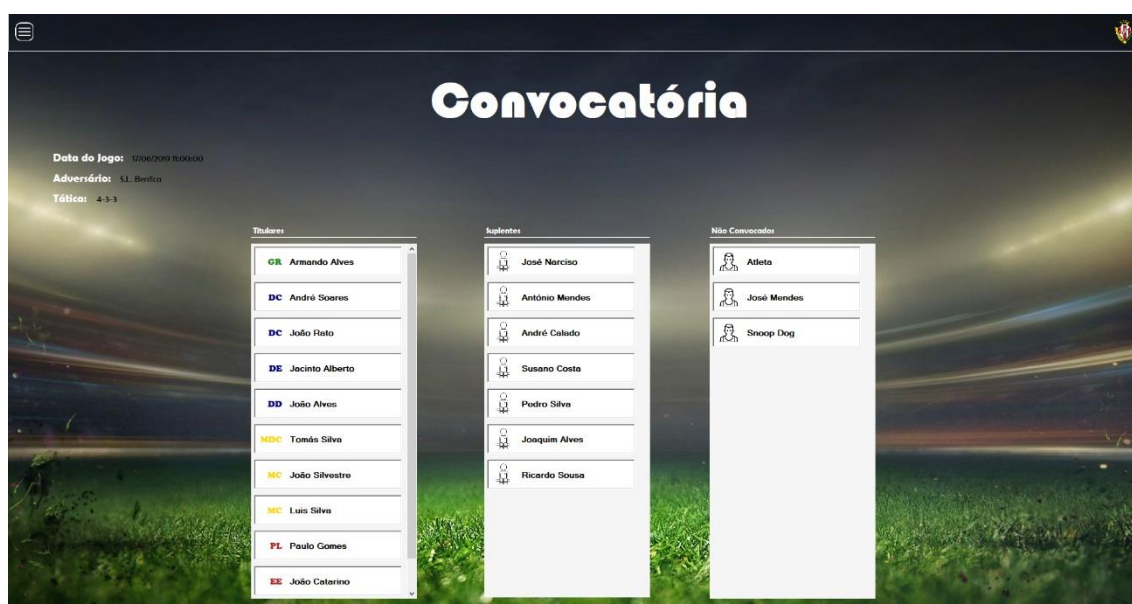 Convocatória
Data do Jogo: 17/06/2019 11:00:00
Adversário: S.L. Benfica
Tática: 4-3-3
Titulares
GR Armando Alves
DC André Soares
DC João Rato
DE Jacinto Alberto
DD João Alves
MDC Tomás Silva
MC João Silvestre
MC Luis Silva
PL Paulo Gomes
EE João Catarino
Suplentes
José Narciso
António Mendes
André Calado
Susano Costa
Pedro Silva
Joaquim Alves
Ricardo Sousa
Não Convocados
Atleta
José Mendes
Snoop Dog